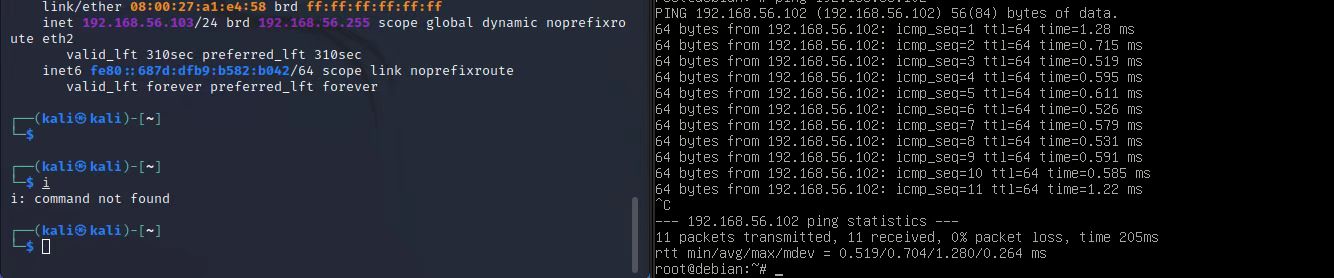 link/ether 08:00:27:a1:e4:58 brd ff:ff:ff:ff:ff:ff
inet 192.168.56.103/24 brd 192.168.56.255 scope global dynamic noprefixro
ute eth2
valid_lft 310sec preferred_lft 310sec
inet6 fe80::687d:dfb9:b582:b042/64 scope link noprefixroute
valid_lft forever preferred_lft forever
┌──(kali㉿kali)-[~]
└─$
┌──(kali㉿kali)-[~]
└─$ i
i: command not found
┌──(kali㉿kali)-[~]
└─$
PING 192.168.56.102 (192.168.56.102) 56(84) bytes of data.
64 bytes from 192.168.56.102: icmp_seq=1 ttl=64 time=1.28 ms
64 bytes from 192.168.56.102: icmp_seq=2 ttl=64 time=0.715 ms
64 bytes from 192.168.56.102: icmp_seq=3 ttl=64 time=0.519 ms
64 bytes from 192.168.56.102: icmp_seq=4 ttl=64 time=0.595 ms
64 bytes from 192.168.56.102: icmp_seq=5 ttl=64 time=0.611 ms
64 bytes from 192.168.56.102: icmp_seq=6 ttl=64 time=0.526 ms
64 bytes from 192.168.56.102: icmp_seq=7 ttl=64 time=0.579 ms
64 bytes from 192.168.56.102: icmp_seq=8 ttl=64 time=0.531 ms
64 bytes from 192.168.56.102: icmp_seq=9 ttl=64 time=0.591 ms
64 bytes from 192.168.56.102: icmp_seq=10 ttl=64 time=0.585 ms
64 bytes from 192.168.56.102: icmp_seq=11 ttl=64 time=1.22 ms
^C
--- 192.168.56.102 ping statistics ---
11 packets transmitted, 11 received, 0% packet loss, time 205ms
rtt min/avg/max/mdev = 0.519/0.704/1.280/0.264 ms
root@debian:~# _